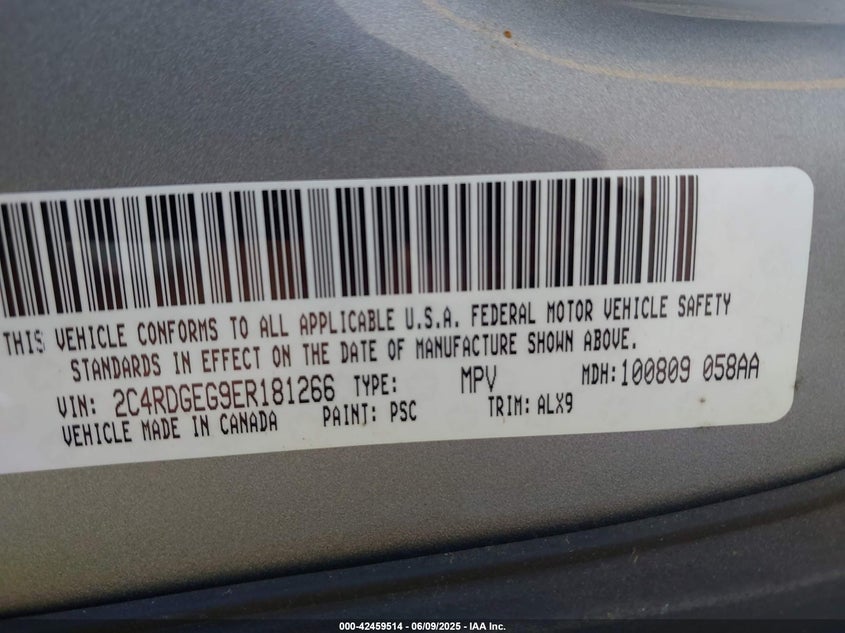 THIS VEHICLE CONFORMS TO ALL APPLICABLE U.S.A. FEDERAL MOTOR VEHICLE SAFETY
STANDARDS IN EFFECT ON THE DATE OF MANUFACTURE SHOWN ABOVE.
VIN: 2C4RDGEG9ER181266 TYPE: MPV MDH:100809 058AA
VEHICLE MADE IN CANADA PAINT: PSC TRIM: ALX9
000-42459514 - 06/09/2025 - IAA Inc.